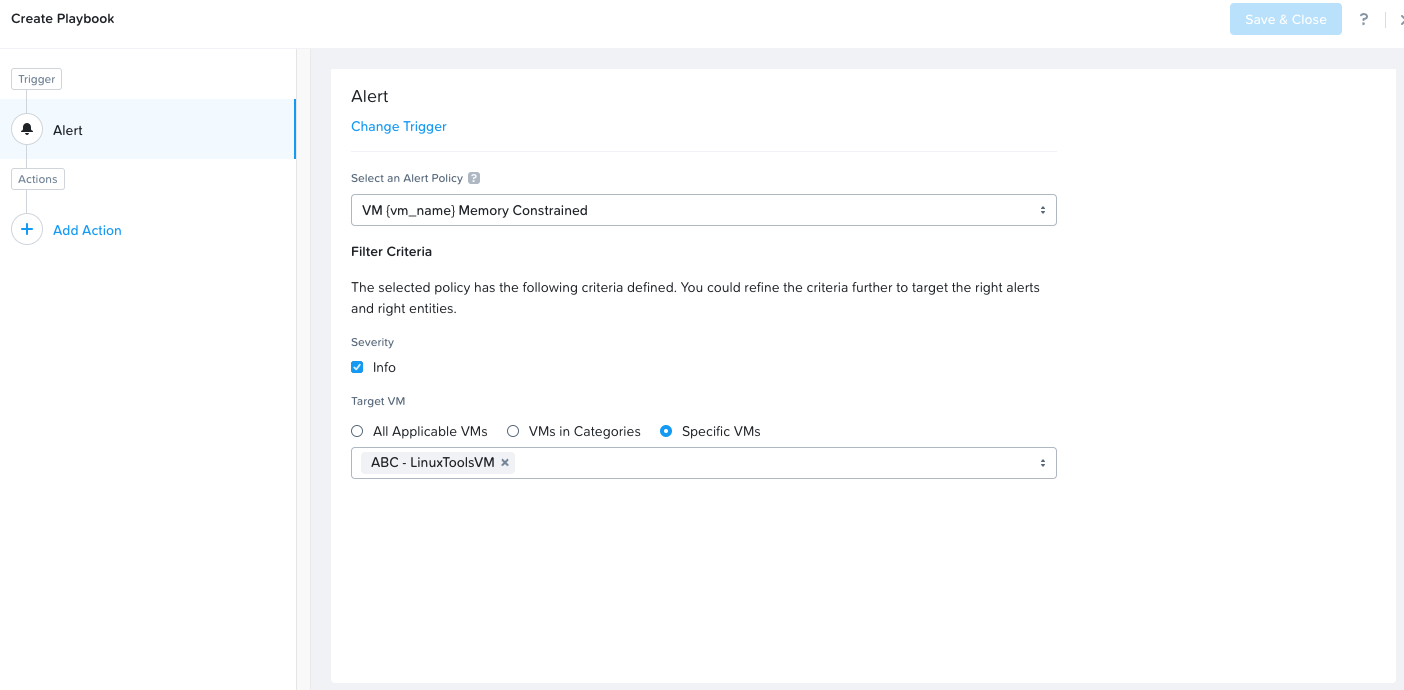 Create Playbook
Save & Close
?
Trigger
Alert
Actions
Add Action
Alert
Change Trigger
Select an Alert Policy ?
VM {vm_name} Memory Constrained
Filter Criteria
The selected policy has the following criteria defined. You could refine the criteria further to target the right alerts
and right entities.
Severity
Info
Target VM
All Applicable VMs VMs in Categories Specific VMs
ABC - LinuxToolsVM ×